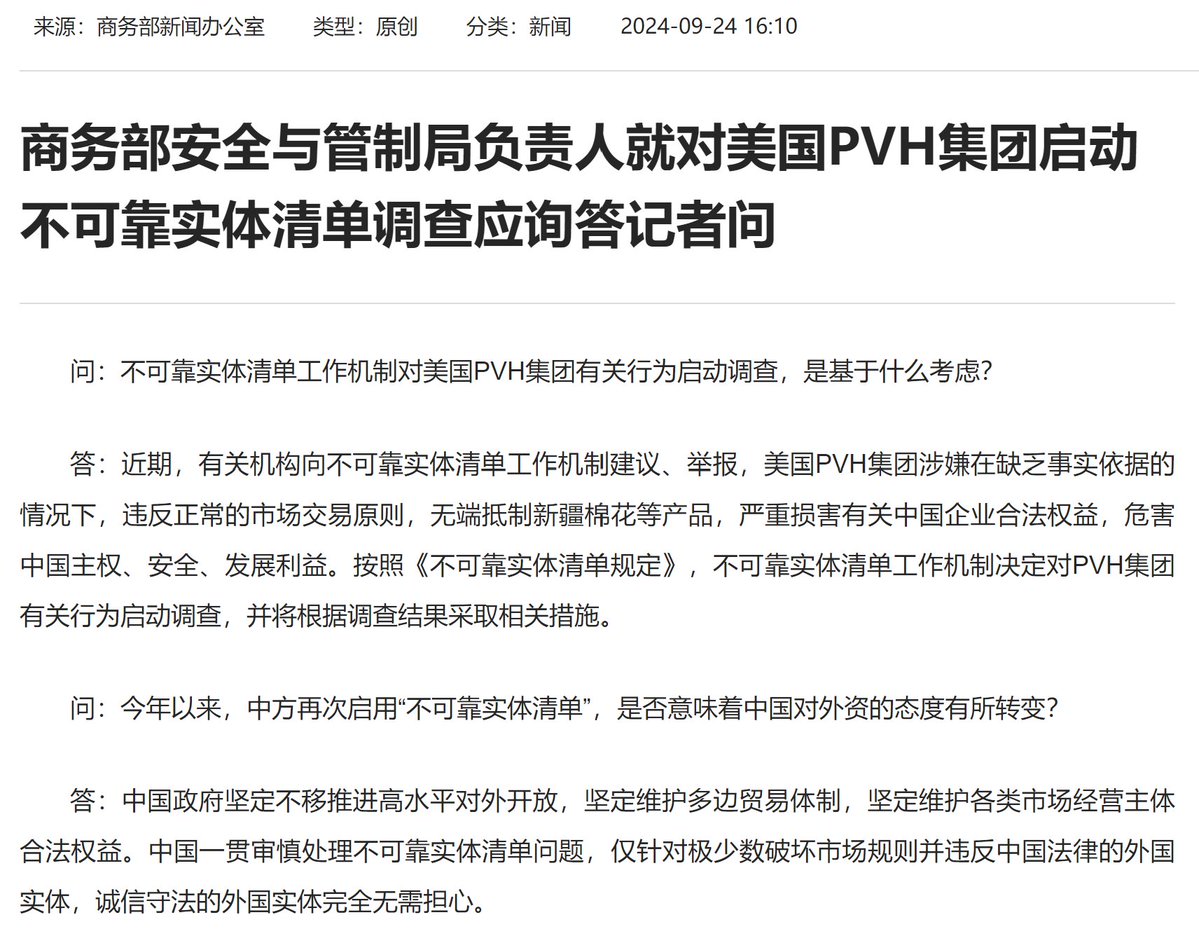 来源：商务部新闻办公室 类型：原创 分类：新闻 2024-09-24 16:10
商务部安全与管制局负责人就对美国PVH集团启动
不可靠实体清单调查应询答记者问
问：不可靠实体清单工作机制对美国PVH集团有关行为启动调查，是基于什么考虑？
答：近期，有关机构向不可靠实体清单工作机制建议、举报，美国PVH集团涉嫌在缺乏事实依据的
情况下，违反正常的市场交易原则，无端抵制新疆棉花等产品，严重损害有关中国企业合法权益，危害
中国主权、安全、发展利益。按照《不可靠实体清单规定》，不可靠实体清单工作机制决定对PVH集团
有关行为启动调查，并将根据调查结果采取相关措施。
问：今年以来，中方再次启用“不可靠实体清单”，是否意味着中国对外资的态度有所转变？
答：中国政府坚定不移推进高水平对外开放，坚定维护多边贸易体制，坚定维护各类市场经营主体
合法权益。中国一贯审慎处理不可靠实体清单问题，仅针对极少数破坏市场规则并违反中国法律的外国
实体，诚信守法的外国实体完全无需担心。